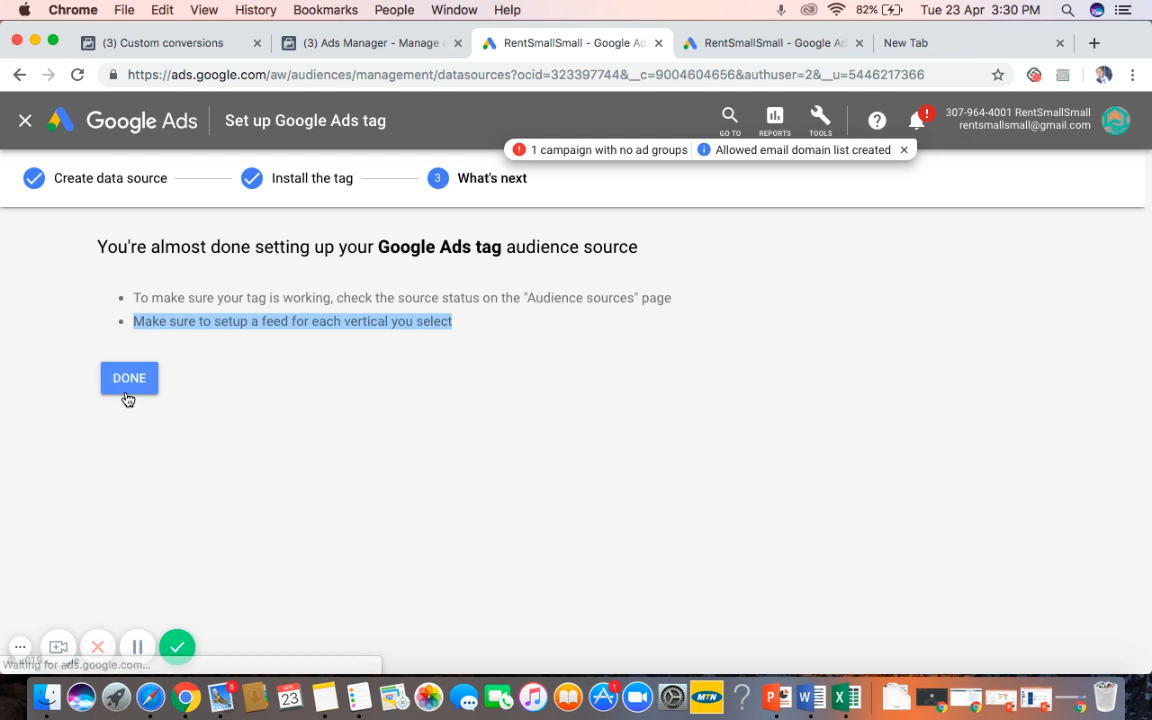 Chrome File Edit View History Bookmarks People Window Help 82% Tue 23 Apr 3:30 PM
(3) Custom conversions (3) Ads Manager - Manage a RentSmallSmall - Google Ad RentSmallSmall - Google Ad New Tab
https://ads.google.com/aw/audiences/management/datasources?ocid=323397744&__c=9004604656&authuser=2&__u=5446217366
Google Ads Set up Google Ads tag
GO TO REPORTS TOOLS
307-964-4001 RentSmallSmall
rentsmallsmall@gmail.com
1 campaign with no ad groups Allowed email domain list created
Create data source Install the tag 3 What's next
You're almost done setting up your Google Ads tag audience source
To make sure your tag is working, check the source status on the "Audience sources" page
Make sure to setup a feed for each vertical you select
DONE
Waiting for ads.google.com...
5 APR 23 1 MTN